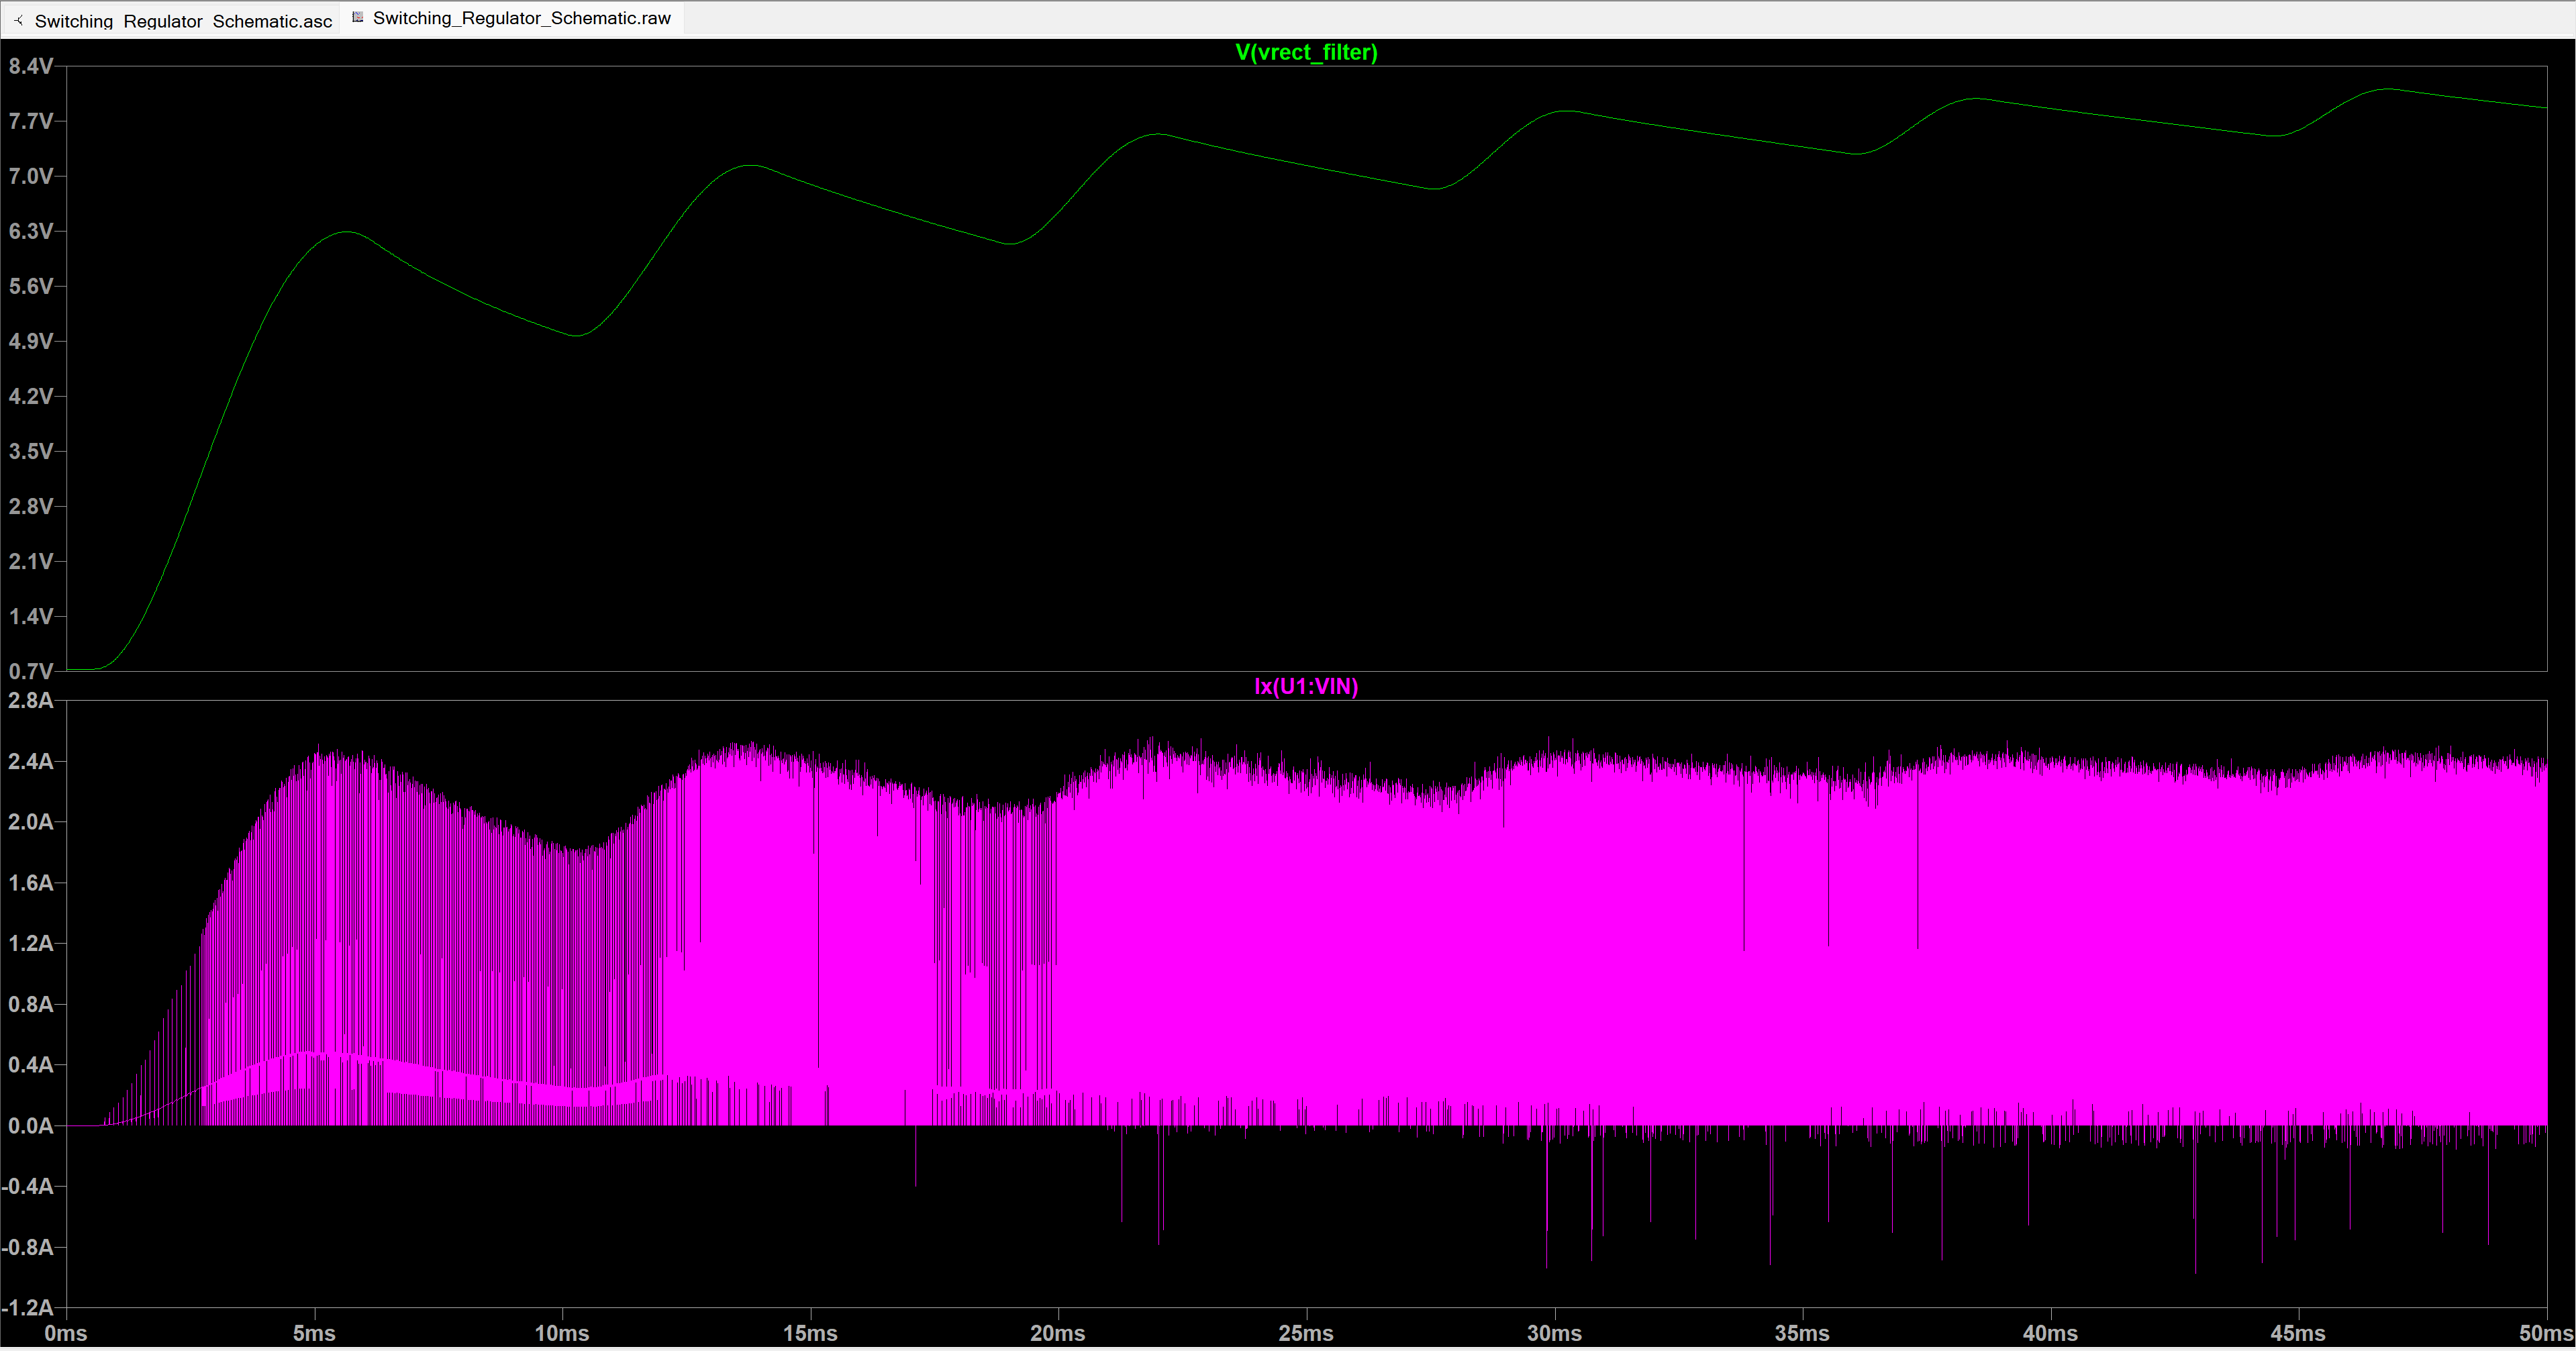 Switching_Regulator_Schematic.asc
Switching_Regulator_Schematic.raw
V(vrect_filter)
8.4V
7.7V
7.0V
6.3V
5.6V
4.9V
4.2V
3.5V
2.8V
2.1V
1.4V
0.7V
Ix(U1:VIN)
2.8A
2.4A
2.0A
1.6A
1.2A
0.8A
0.4A
0.0A
-0.4A
-0.8A
-1.2A
0ms 5ms 10ms 15ms 20ms 25ms 30ms 35ms 40ms 45ms 50ms